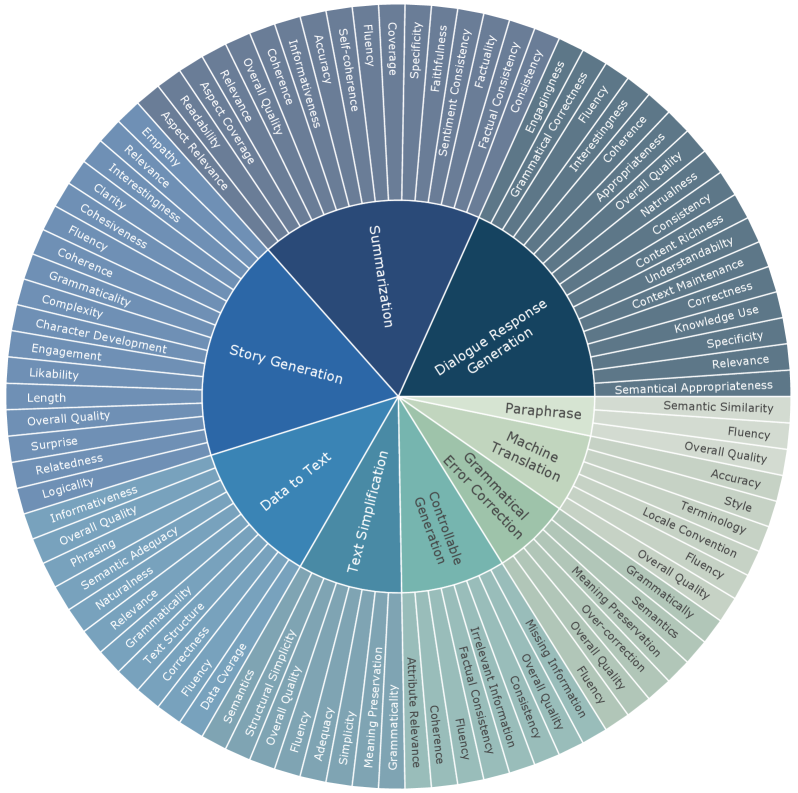 Summarization
Dialogue Response
Generation
Story Generation
Data to Text
Text Simplification
Controllable
Generation
Grammatical
Error Correction
Machine
Translation
Paraphrase
Aspect Relevance
Readability
Aspect Coverage
Relevance
Overall Quality
Coherence
Informativeness
Accuracy
Self-coherence
Fluency
Coverage
Specificity
Faithfulness
Sentiment Consistency
Factuality
Factual Consistency
Consistency
Engagingness
Grammatical Correctness
Fluency
Interestingness
Coherence
Appropriateness
Overall Quality
Natrualness
Consistency
Content Richness
Understandabilty
Context Maintenance
Correctness
Knowledge Use
Specificity
Relevance
Semantical Appropriateness
Semantic Similarity
Fluency
Overall Quality
Accuracy
Style
Terminology
Locale Convention
Fluency
Overall Quality
Grammatically
Semantics
Meaning Preservation
Over-correction
Overall Quality
Fluency
Missing Information
Overall Quality
Consistency
Irrelevant Information
Factual Consistency
Fluency
Coherence
Attribute Relevance
Grammaticality
Meaning Preservation
Simplicity
Adequacy
Fluency
Overall Quality
Structural Simplicity
Semantics
Data Cverage
Fluency
Correctness
Text Structure
Grammaticality
Relevance
Naturalness
Semantic Adequacy
Phrasing
Overall Quality
Informativeness
Logicality
Relatedness
Surprise
Overall Quality
Length
Likability
Engagement
Character Development
Complexity
Grammaticality
Coherence
Fluency
Cohesiveness
Clarity
Interestingness
Relevance
Empathy